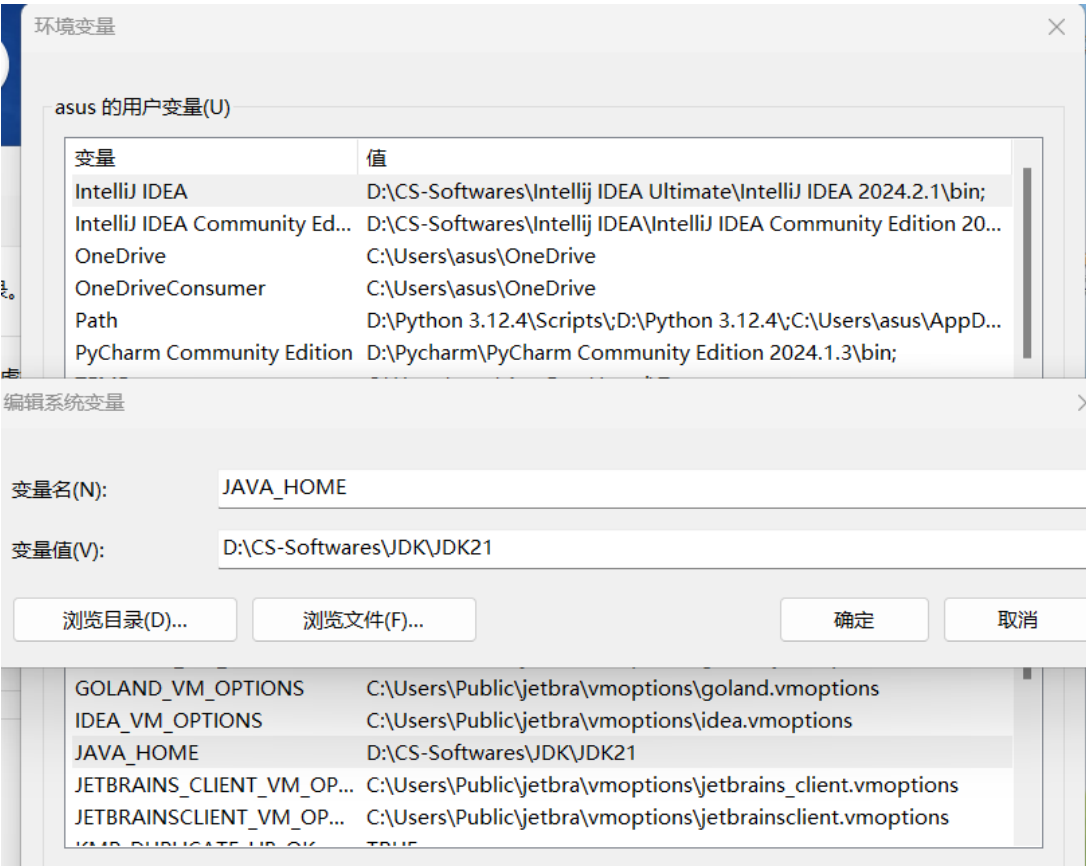 环境变量
asus 的用户变量(U)
变量 值
IntelliJ IDEA D:\CS-Softwares\Intellij IDEA Ultimate\IntelliJ IDEA 2024.2.1\bin;
IntelliJ IDEA Community Ed... D:\CS-Softwares\Intellij IDEA\IntelliJ IDEA Community Edition 20...
OneDrive C:\Users\asus\OneDrive
OneDriveConsumer C:\Users\asus\OneDrive
Path D:\Python 3.12.4\Scripts\;D:\Python 3.12.4\;C:\Users\asus\AppD...
PyCharm Community Edition D:\Pycharm\PyCharm Community Edition 2024.1.3\bin;
编辑系统变量
变量名(N): JAVA_HOME
变量值(V): D:\CS-Softwares\JDK\JDK21
浏览目录(D)... 浏览文件(F)... 确定 取消
GOLAND_VM_OPTIONS C:\Users\Public\jetbra\vmoptions\goland.vmoptions
IDEA_VM_OPTIONS C:\Users\Public\jetbra\vmoptions\idea.vmoptions
JAVA_HOME D:\CS-Softwares\JDK\JDK21
JETBRAINS_CLIENT_VM_OP... C:\Users\Public\jetbra\vmoptions\jetbrains_client.vmoptions
JETBRAINSCLIENT_VM_OP... C:\Users\Public\jetbra\vmoptions\jetbrainsclient.vmoptions